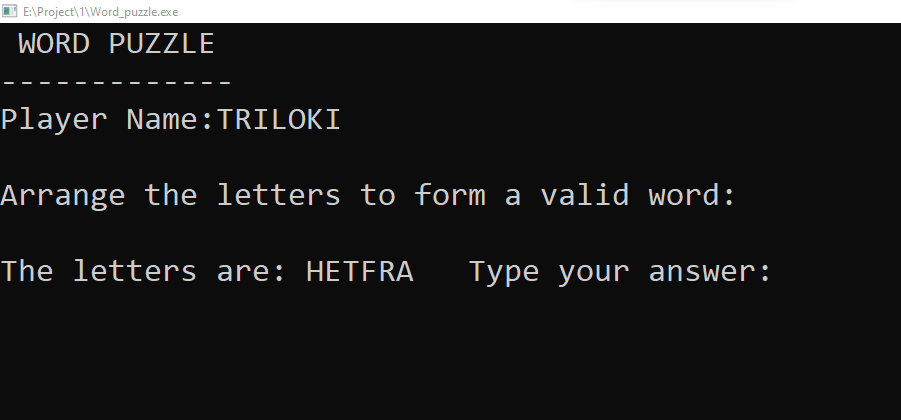 E:\Project\1\Word_puzzle.exe
WORD PUZZLE
-------------
Player Name:TRILOKI
Arrange the letters to form a valid word:
The letters are: HETFRA   Type your answer: